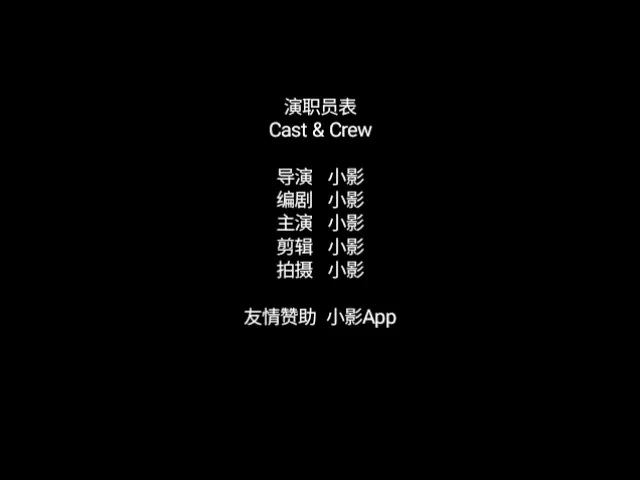 演职员表
Cast & Crew
导演 小影
编剧 小影
主演 小影
剪辑 小影
拍摄 小影
友情赞助 小影App